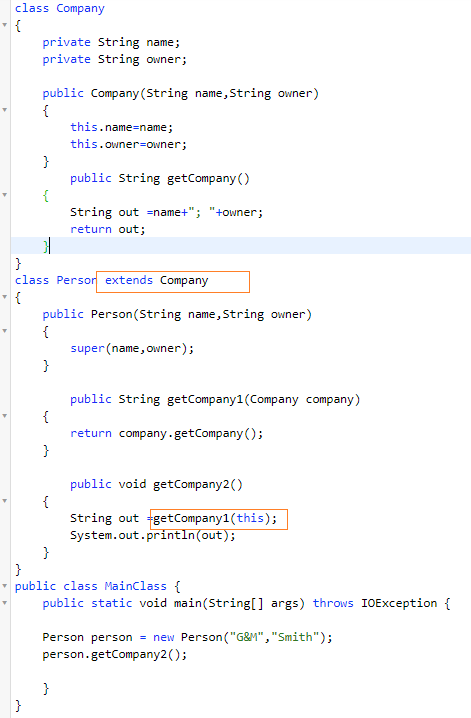 class Company
{
    private String name;
    private String owner;

    public Company(String name,String owner)
    {
        this.name=name;
        this.owner=owner;
    }
        public String getCompany()
    {
        String out =name+"; "+owner;
        return out;
    }
}
class Person extends Company
{
    public Person(String name,String owner)
    {
        super(name,owner);
    }

        public String getCompany1(Company company)
    {
        return company.getCompany();
    }

        public void getCompany2()
    {
        String out =getCompany1(this);
        System.out.println(out);
    }
}
public class MainClass {
    public static void main(String[] args) throws IOException {

    Person person = new Person("G&M","Smith");
    person.getCompany2();

    }
}